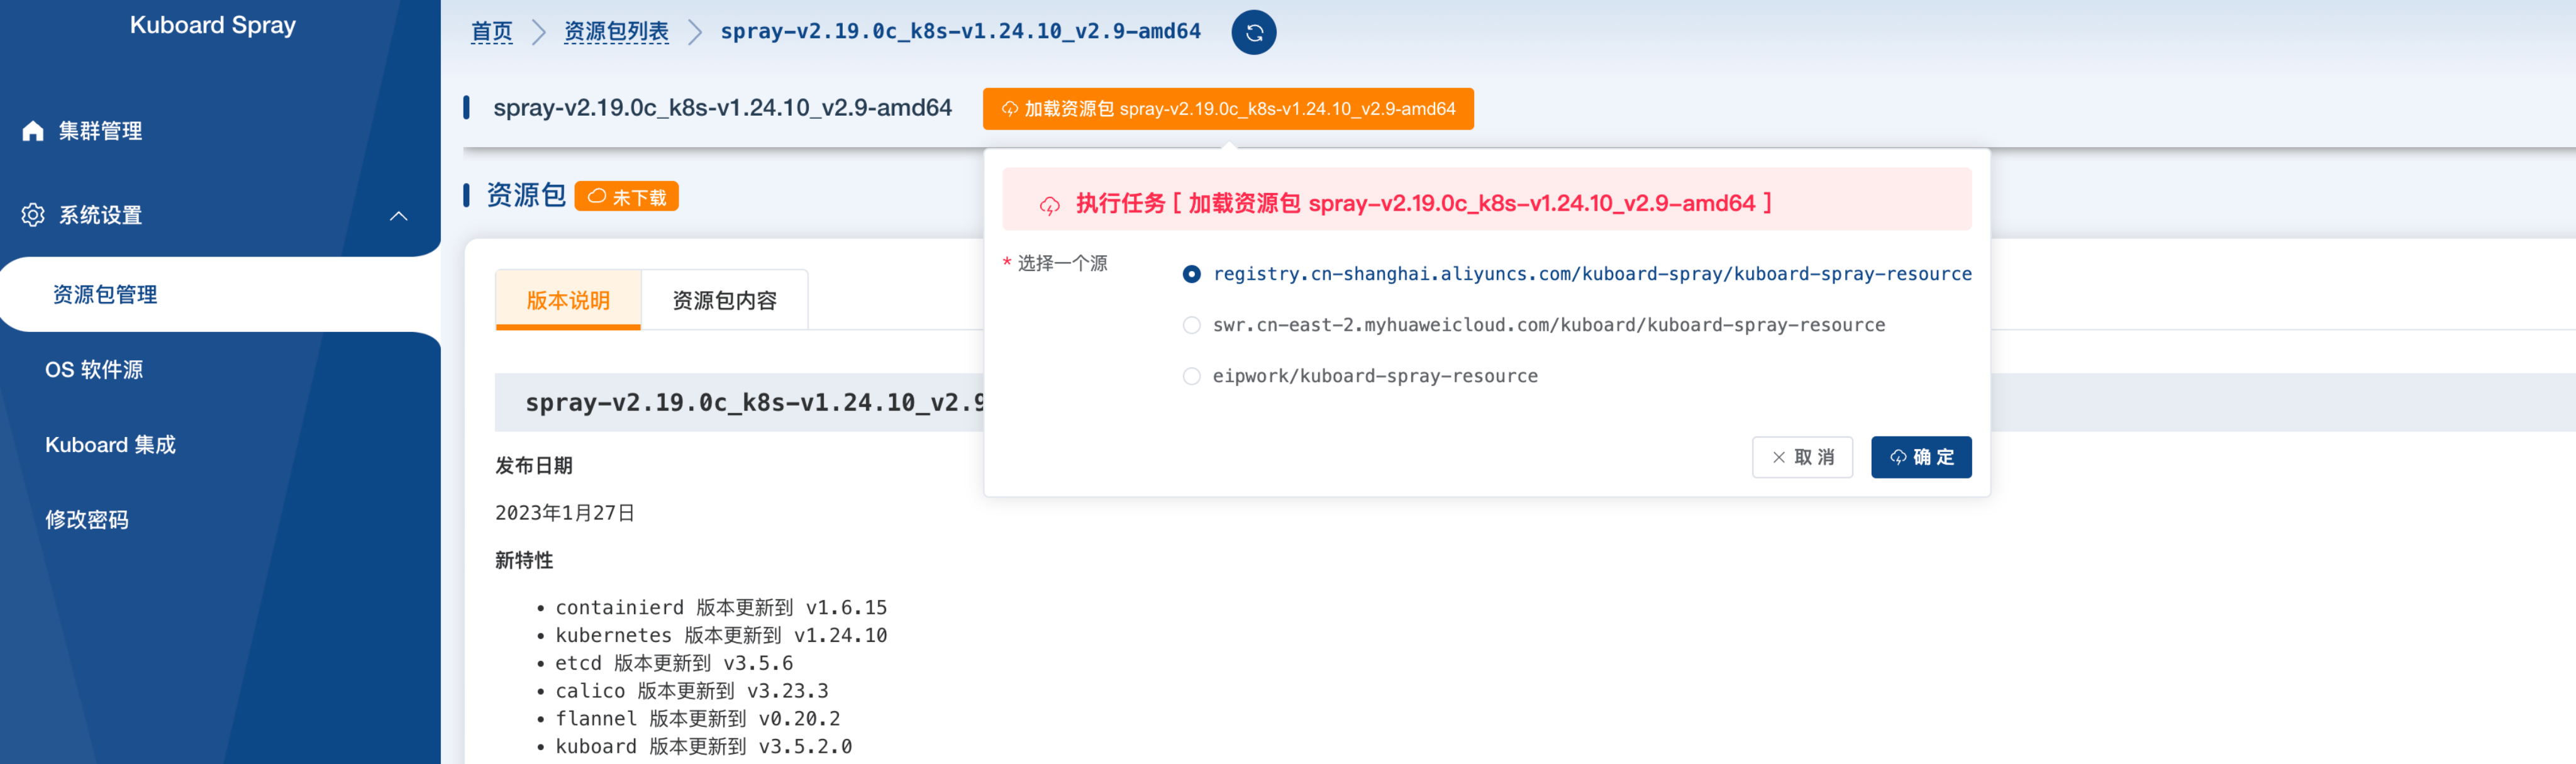 Kuboard Spray
集群管理
系统设置
资源包管理
OS 软件源
Kuboard 集成
修改密码
首页 资源包列表 spray-v2.19.0c_k8s-v1.24.10_v2.9-amd64
spray-v2.19.0c_k8s-v1.24.10_v2.9-amd64 加载资源包 spray-v2.19.0c_k8s-v1.24.10_v2.9-amd64
资源包 未下载
执行任务 [ 加载资源包 spray-v2.19.0c_k8s-v1.24.10_v2.9-amd64 ]
* 选择一个源
registry.cn-shanghai.aliyuncs.com/kuboard-spray/kuboard-spray-resource
swr.cn-east-2.myhuaweicloud.com/kuboard/kuboard-spray-resource
eipwork/kuboard-spray-resource
取消 确定
版本说明 资源包内容
spray-v2.19.0c_k8s-v1.24.10_v2.9
发布日期
2023年1月27日
新特性
• containierd 版本更新到 v1.6.15
• kubernetes 版本更新到 v1.24.10
• etcd 版本更新到 v3.5.6
• calico 版本更新到 v3.23.3
• flannel 版本更新到 v0.20.2
• kuboard 版本更新到 v3.5.2.0